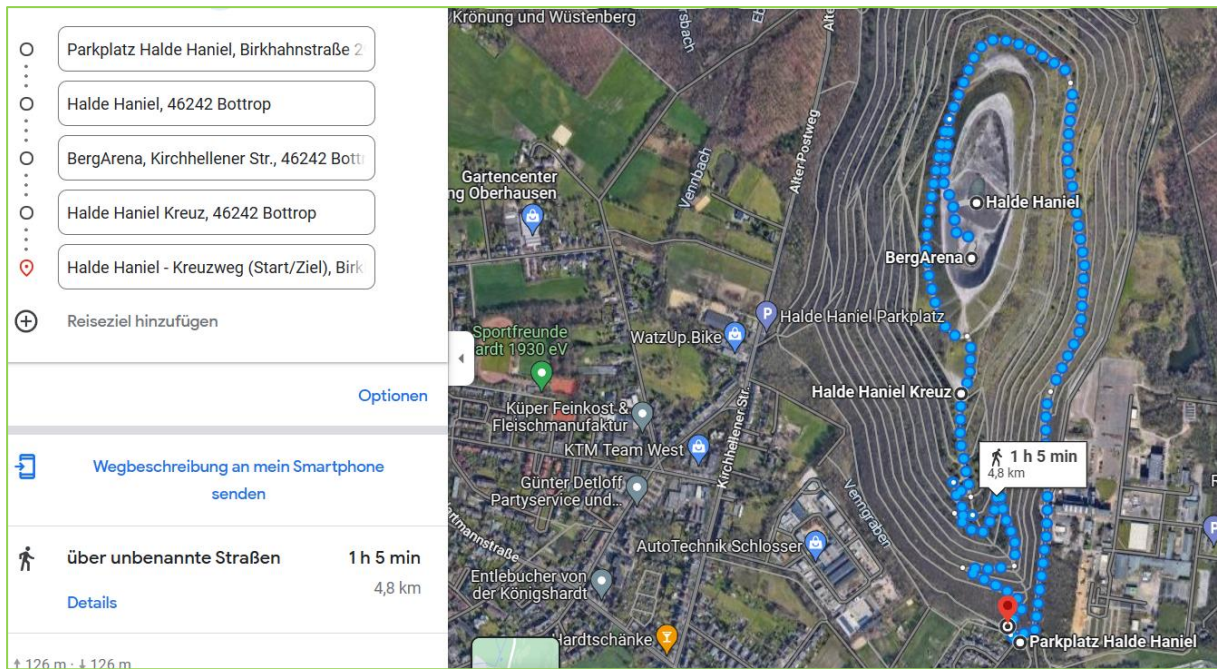 Parkplatz Halde Haniel, Birkhahnstraße 2
Halde Haniel, 46242 Bottrop
BergArena, Kirchhellener Str., 46242 Bott
Halde Haniel Kreuz, 46242 Bottrop
Halde Haniel - Kreuzweg (Start/Ziel), Birk
Reiseziel hinzufügen
Optionen
Wegbeschreibung an mein Smartphone
senden
über unbenannte Straßen
1 h 5 min
4,8 km
Details
126 m · 126 m
Krönung und Wüstenberg
Alter Postweg
Vennbach
Gartencenter
ng Oberhausen
Halde Haniel
BergArena
P
Halde Haniel Parkplatz
WatzUp.Bike
Sportfreunde
ardt 1930 eV
Halde Haniel Kreuz
Küper Feinkost &
Fleischmanufaktur
KTM Team West
Kirchhellener Str.
1 h 5 min
4,8 km
Günter Detloff
Partyservice und...
Venngraben
P
AutoTechnik Schlosser
Entlebucher von
der Königshardt
Hardtschänke
Parkplatz Halde Haniel